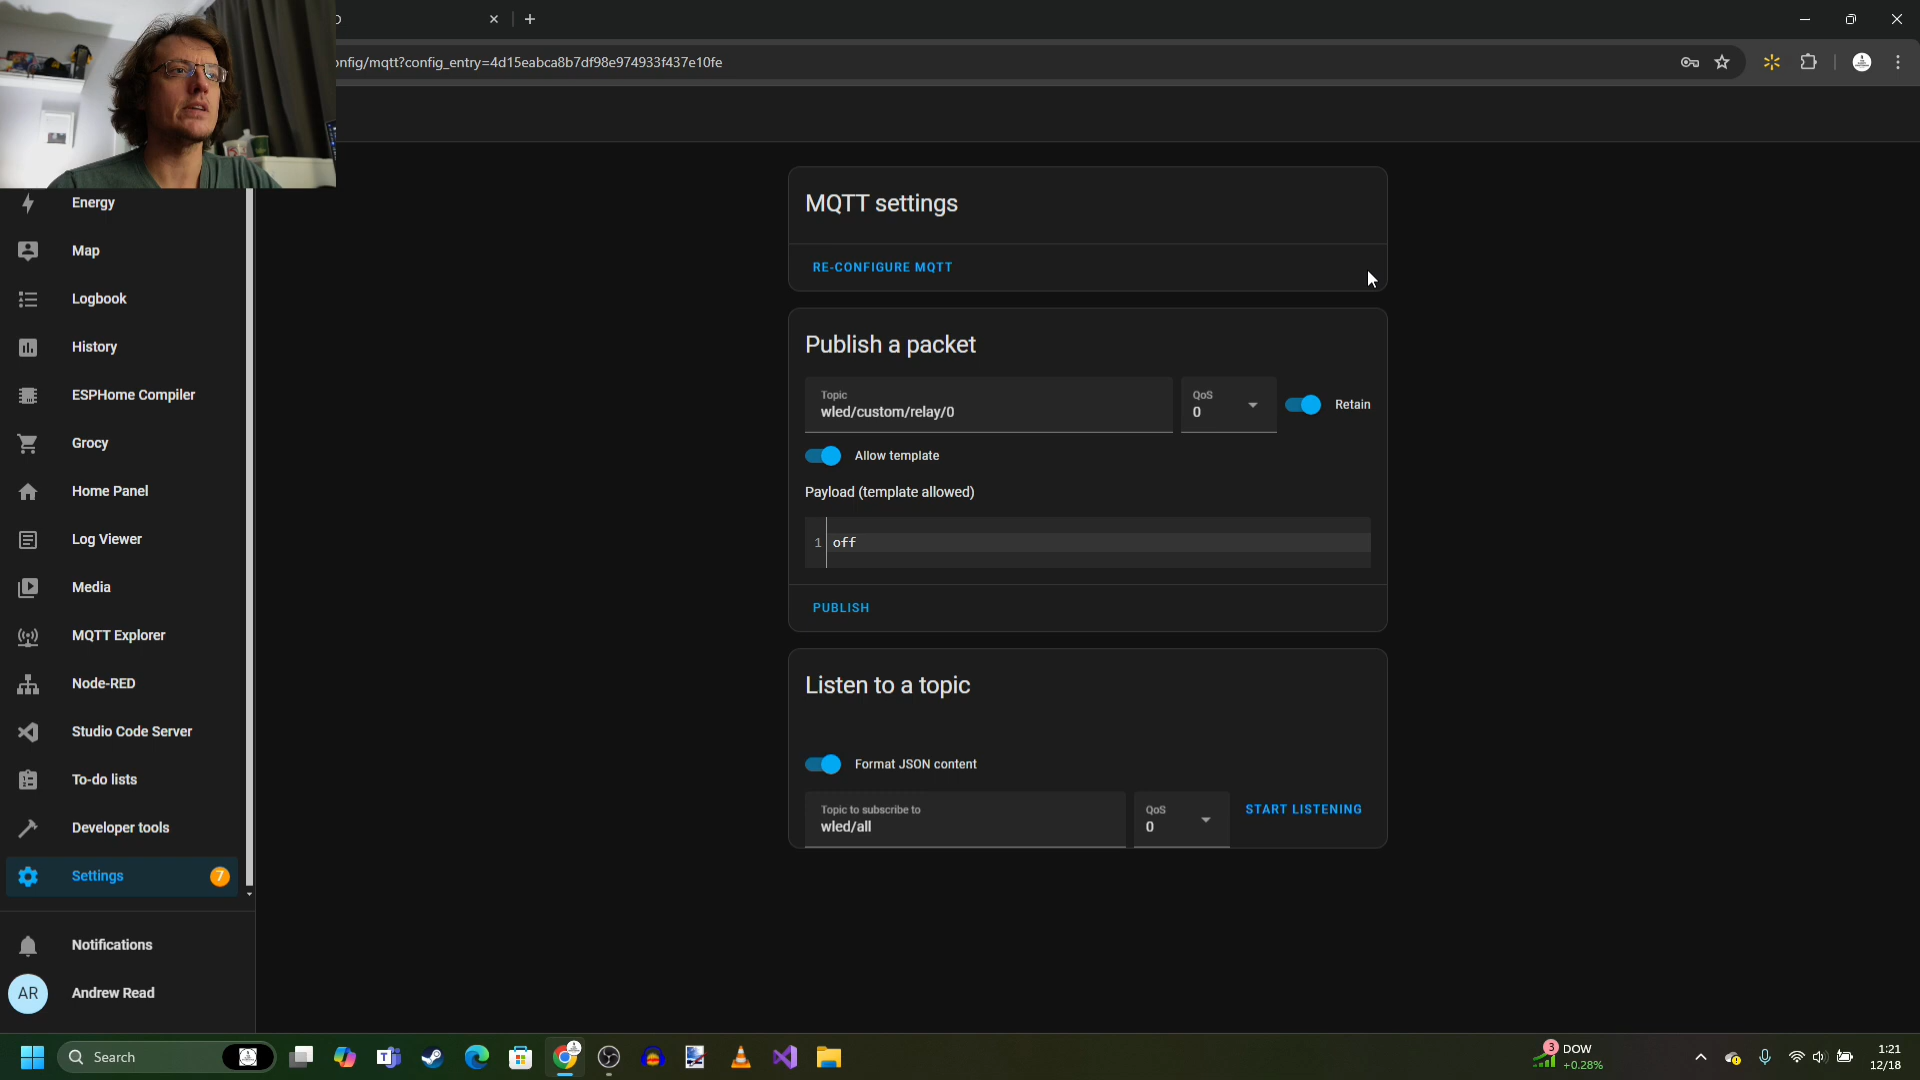 onfig/mqtt?config_entry=4d15eabca8b7df98e974933f437e10fe
Energy
Map
Logbook
History
ESPHome Compiler
Grocy
Home Panel
Log Viewer
Media
MQTT Explorer
Node-RED
Studio Code Server
To-do lists
Developer tools
Settings
7
Notifications
AR
Andrew Read
MQTT settings
RE-CONFIGURE MQTT
Publish a packet
Topic
wled/custom/relay/0
QoS
0
Retain
Allow template
Payload (template allowed)
1 off
PUBLISH
Listen to a topic
Format JSON content
Topic to subscribe to
wled/all
QoS
0
START LISTENING
Search
3
DOW
+0.28%
1:21
12/18